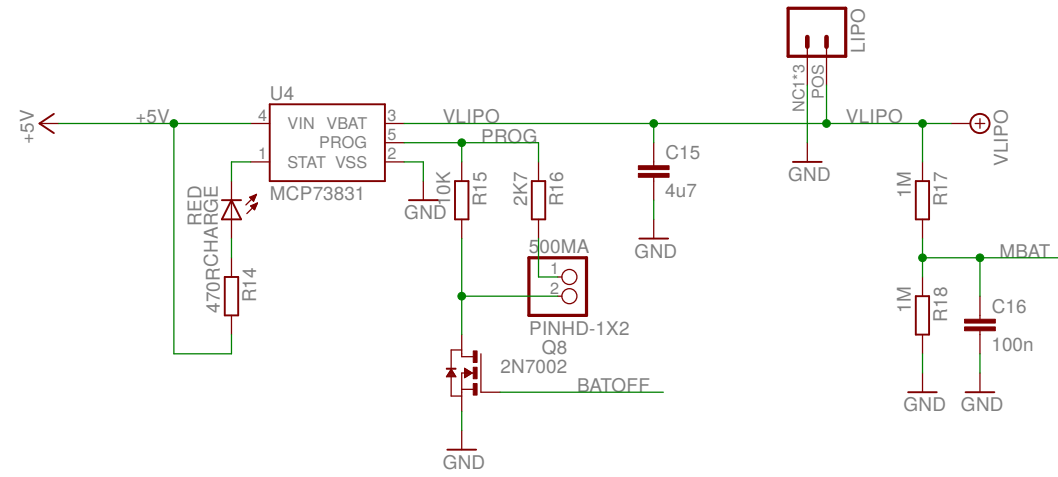 LIPO
NC1*3
POS
+5V
+5V
U4
4
VIN
VBAT
3
VLIPO
PROG
5
PROG
1
STAT
VSS
2
MCP73831
GND
VLIPO
VLIPO
GND
C15
4u7
GND
10K
R15
2K7
R16
RED
470RCHARGE
R14
500MA
1
2
PINHD-1X2
Q8
2N7002
BATOFF
GND
1M
R17
MBAT
1M
R18
C16
100n
GND
GND